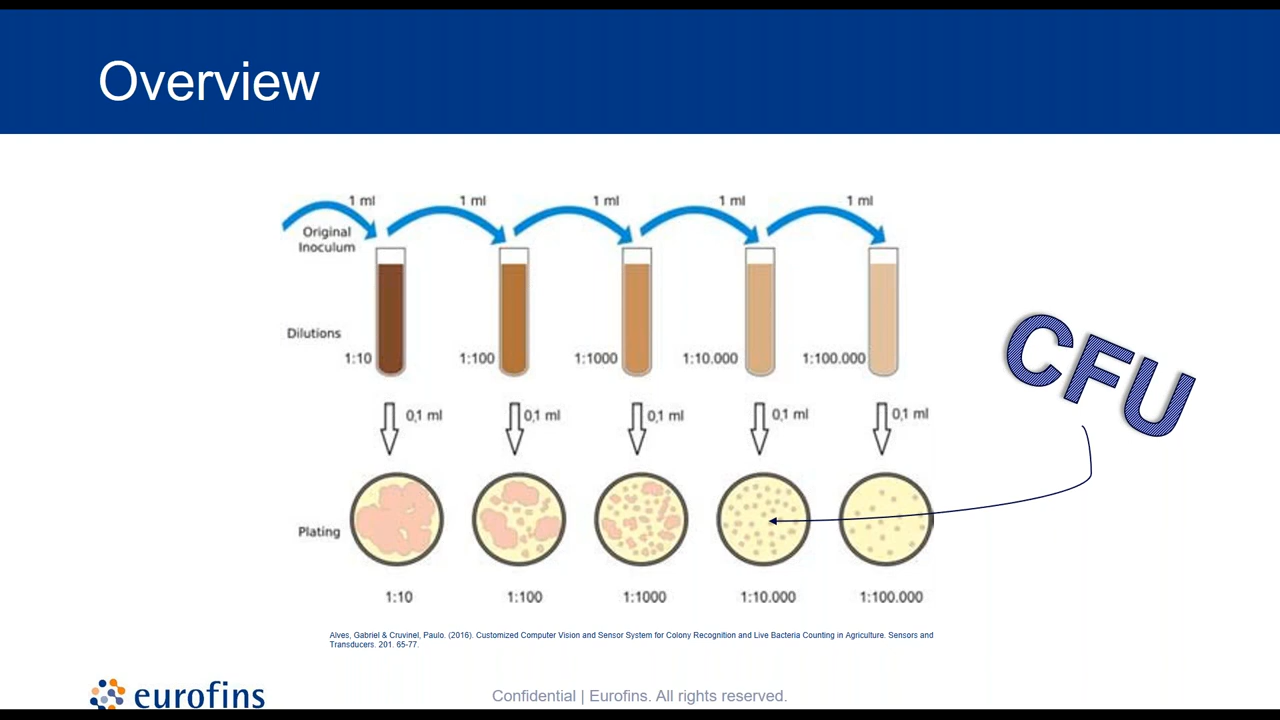 Overview
1 ml
1 ml
1 ml
1 ml
1 ml
Original
Inoculum
Dilutions
1:10
1:100
1:1000
1:10.000
1:100.000
CFU
0,1 ml
0,1 ml
0,1 ml
0,1 ml
0,1 ml
Plating
1:10
1:100
1:1000
1:10.000
1:100.000
Alves, Gabriel & Cruvinel, Paulo. (2016). Customized Computer Vision and Sensor System for Colony Recognition and Live Bacteria Counting in Agriculture. Sensors and
Transducers. 201. 65-77.
eurofins
Confidential | Eurofins. All rights reserved.